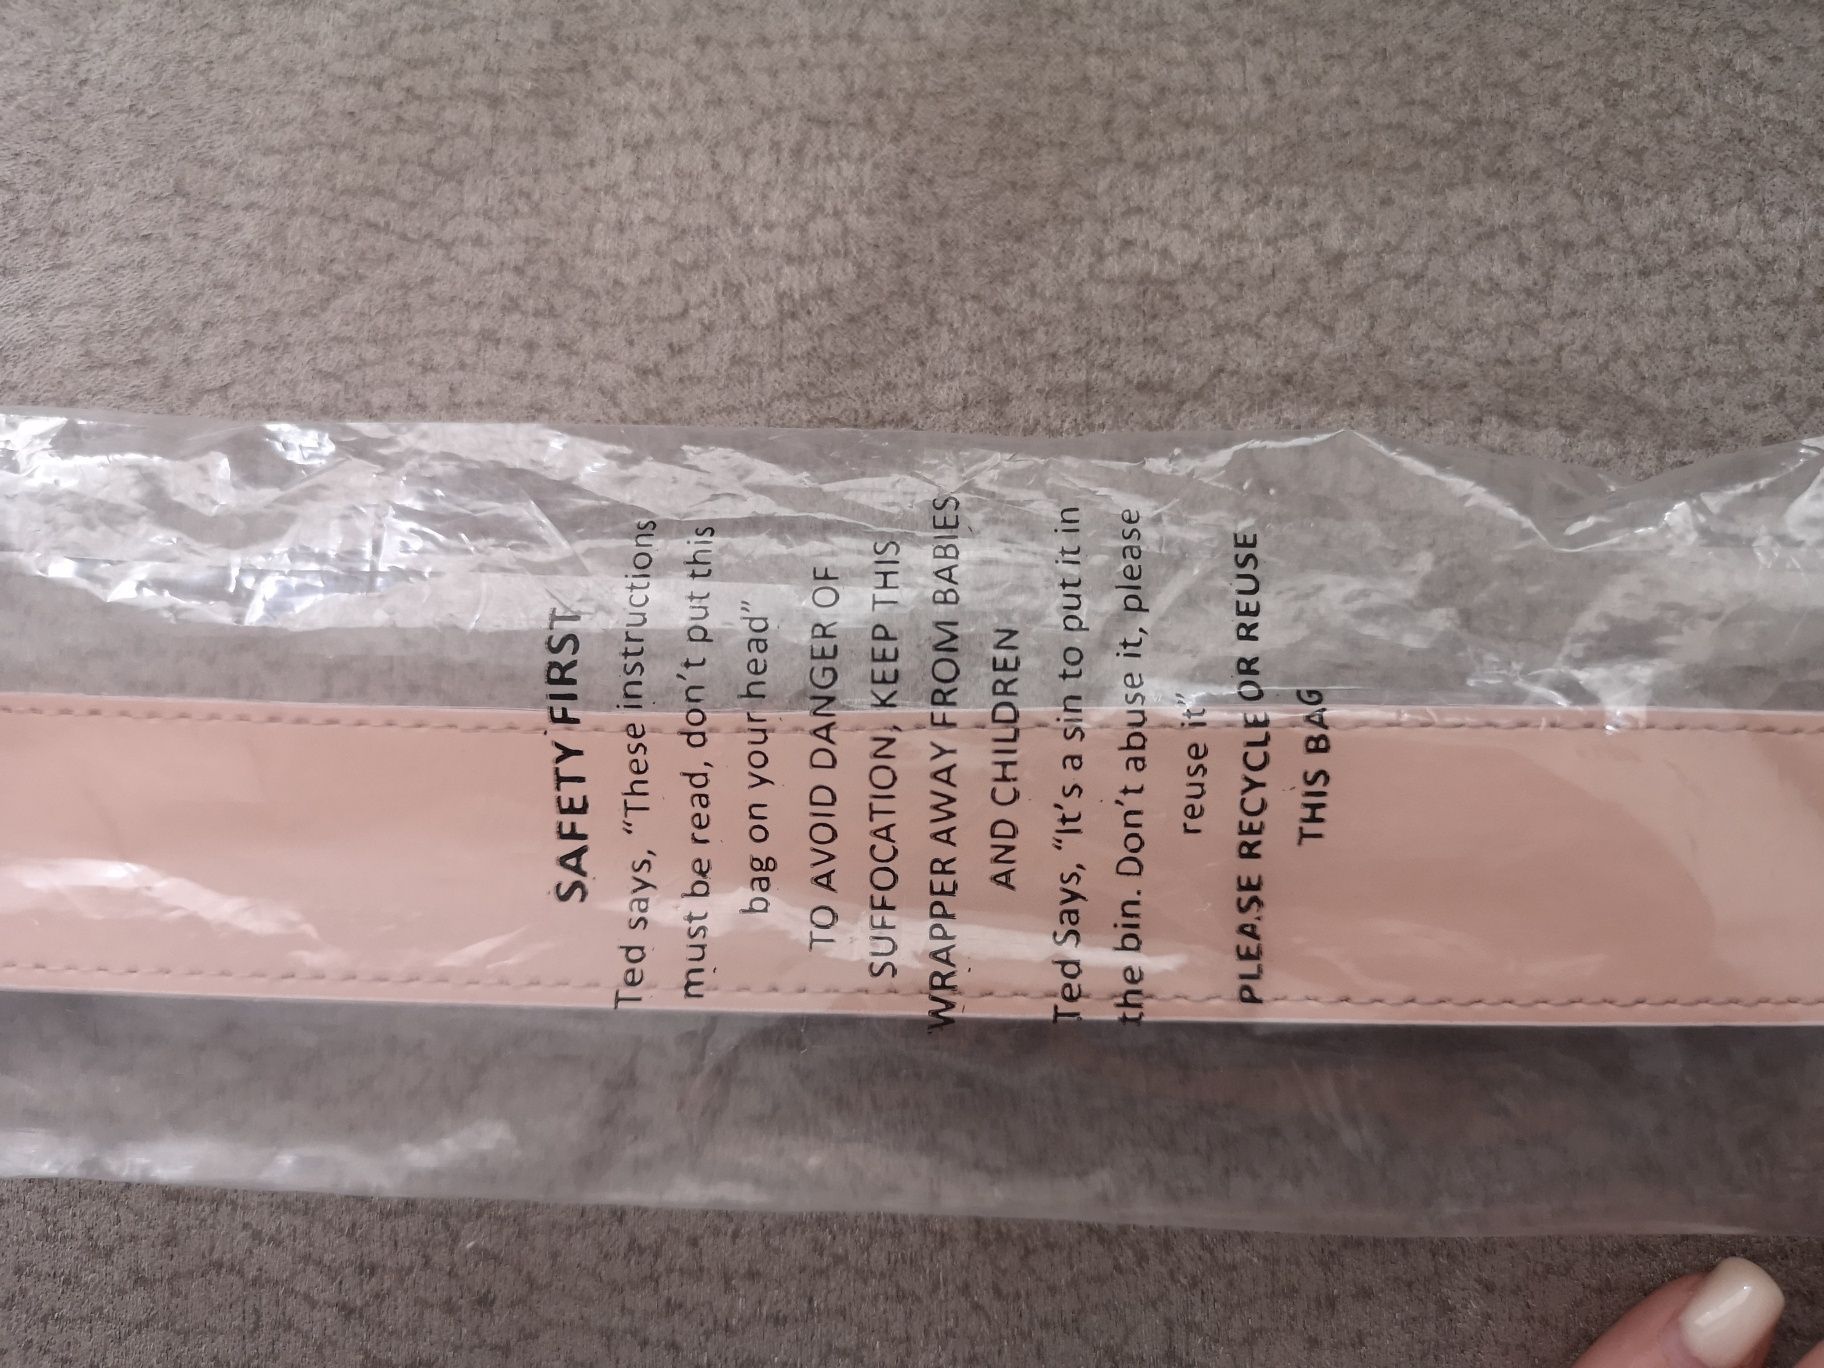 SAFETY FIRST
Ted says, “These instructions
must be read, don’t put this
bag on your head”
TO AVOID DANGER OF
SUFFOCATION, KEEP THIS
WRAPPER AWAY FROM BABIES
AND CHILDREN
Ted Says, “It’s a sin to put it in
the bin. Don’t abuse it, please
reuse it”
PLEASE RECYCLE OR REUSE
THIS BAG